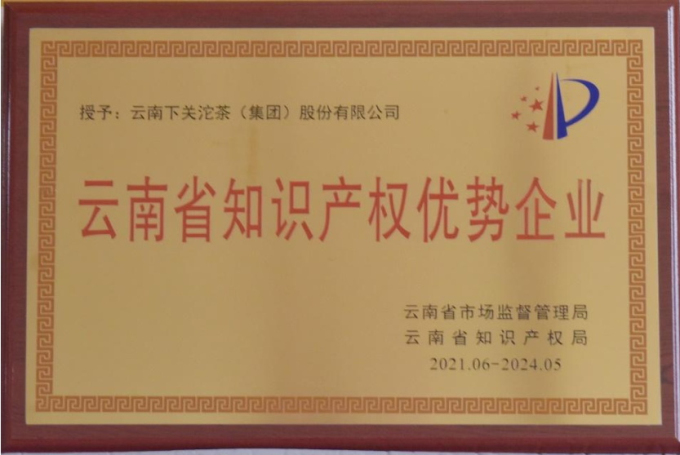 授予：云南下关沱茶（集团）股份有限公司
云南省知识产权优势企业
云南省市场监督管理局
云南省知识产权局
2021.06-2024.05